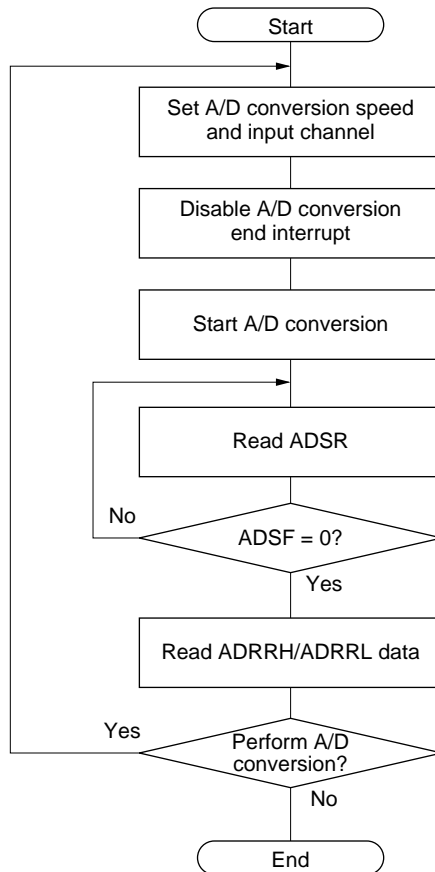 Start
Set A/D conversion speed
and input channel
Disable A/D conversion
end interrupt
Start A/D conversion
Read ADSR
No
ADSF = 0?
Yes
Read ADRRH/ADRRL data
Yes
Perform A/D
conversion?
No
End